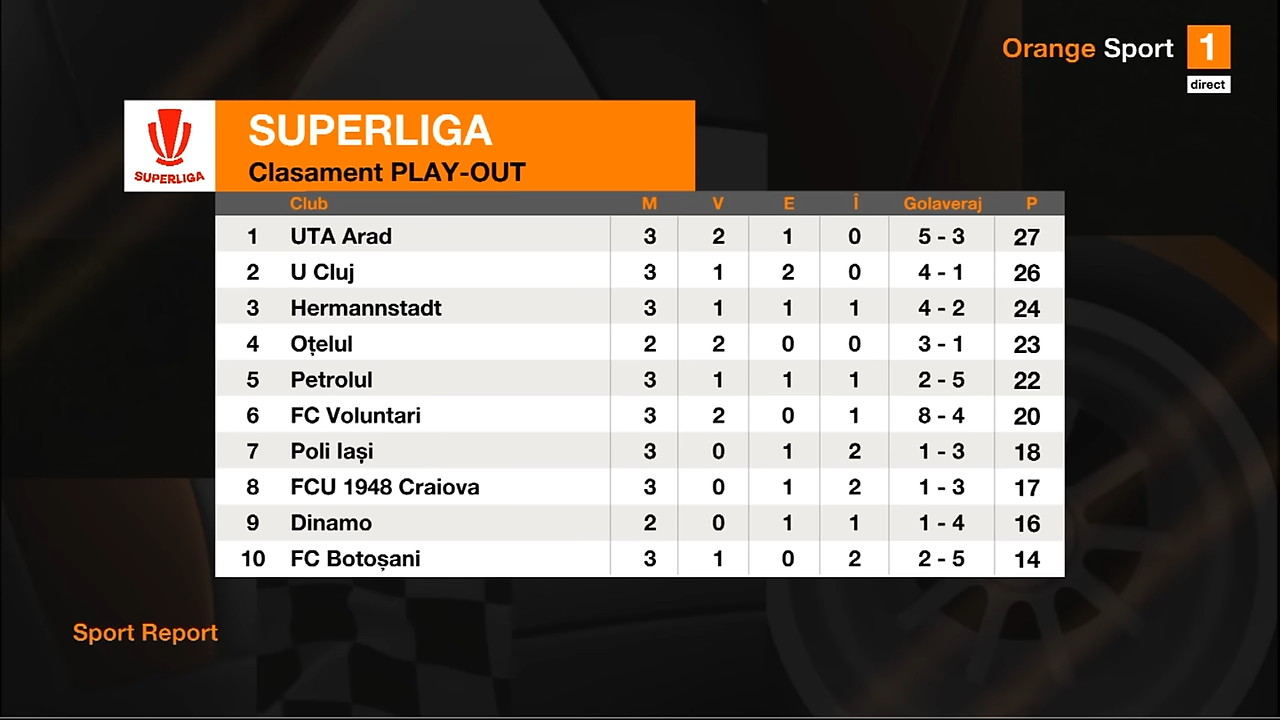 Orange Sport 1
direct
SUPERLIGA
SUPERLIGA
Clasament PLAY-OUT
Club M V E Î Golaveraj P
1 UTA Arad 3 2 1 0 5 - 3 27
2 U Cluj 3 1 2 0 4 - 1 26
3 Hermannstadt 3 1 1 1 4 - 2 24
4 Oțelul 2 2 0 0 3 - 1 23
5 Petrolul 3 1 1 1 2 - 5 22
6 FC Voluntari 3 2 0 1 8 - 4 20
7 Poli Iași 3 0 1 2 1 - 3 18
8 FCU 1948 Craiova 3 0 1 2 1 - 3 17
9 Dinamo 2 0 1 1 1 - 4 16
10 FC Botoșani 3 1 0 2 2 - 5 14
Sport Report